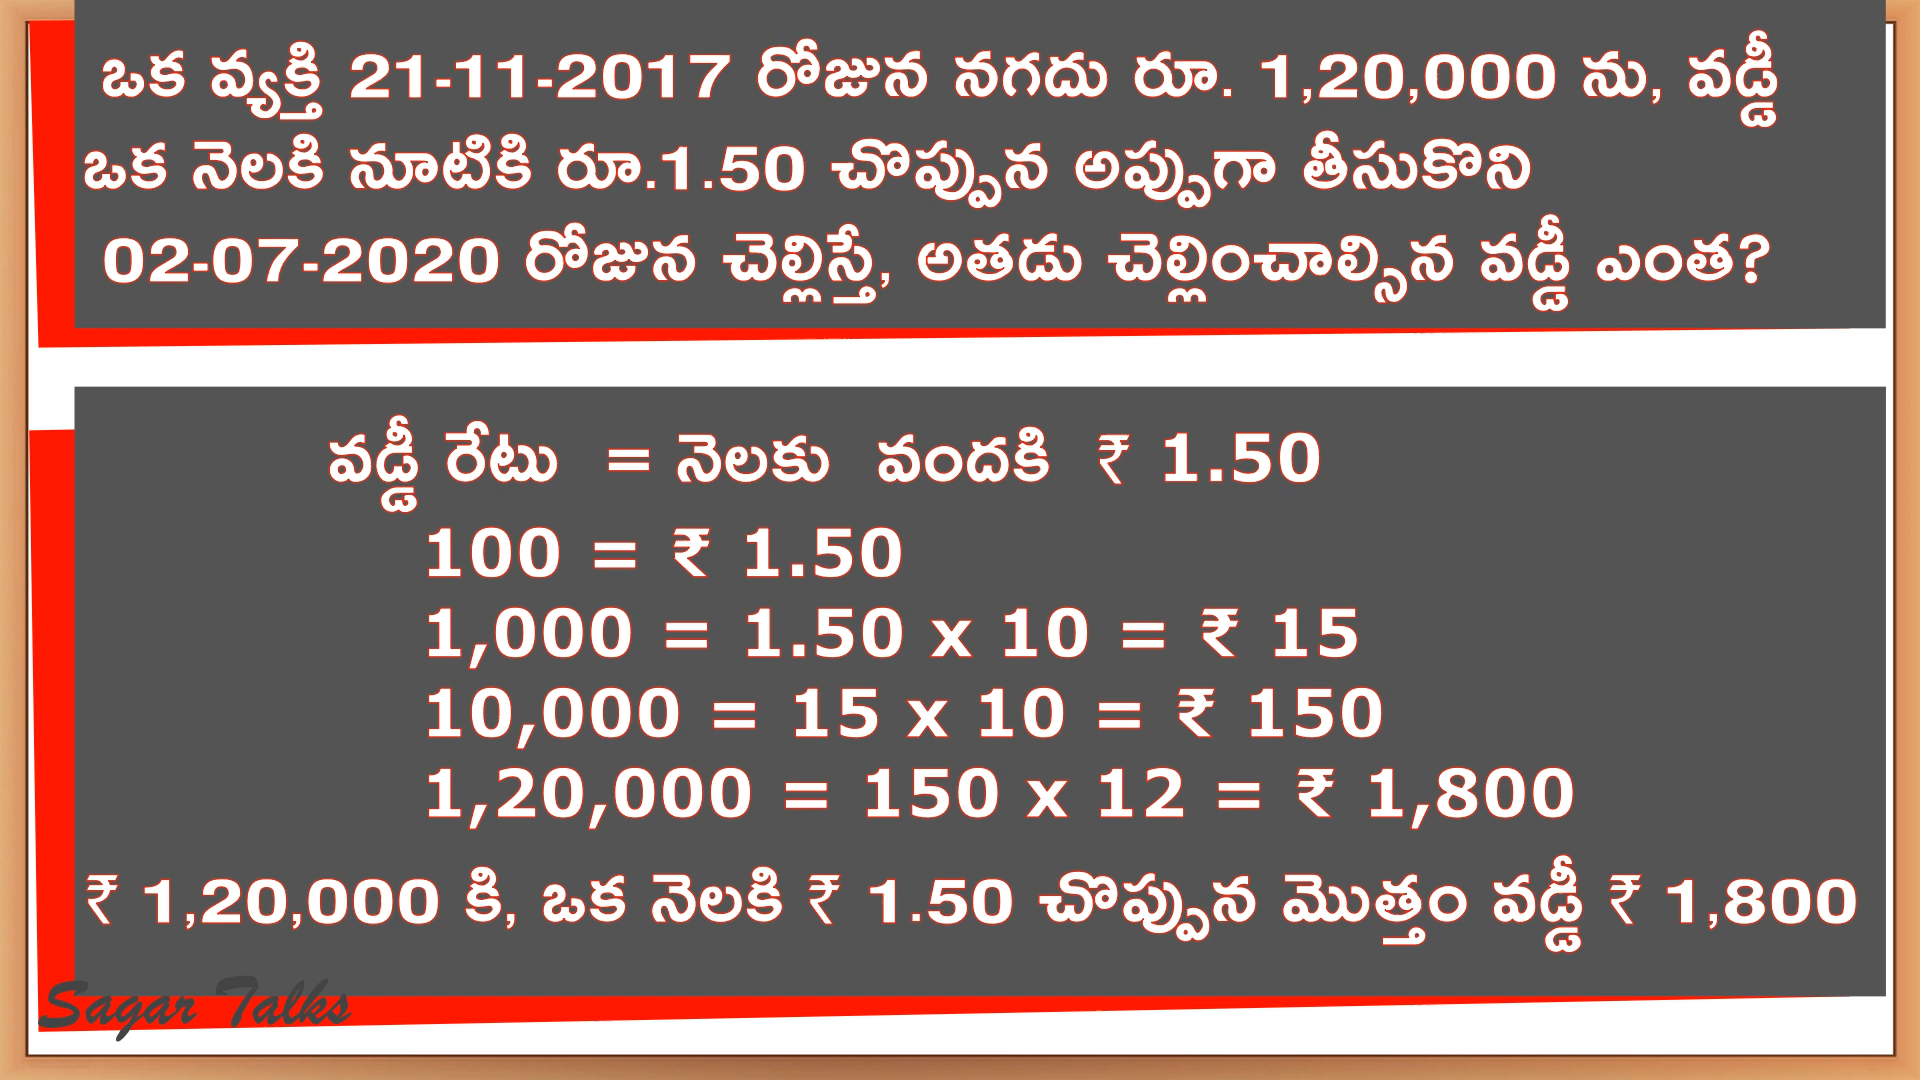 ఒక వ్యక్తి 21-11-2017 రోజున నగదు రూ. 1,20,000 ను, వడ్డీ
ఒక నెలకి నూటికి రూ.1.50 చొప్పున అప్పుగా తీసుకొని
02-07-2020 రోజున చెల్లిస్తే, అతడు చెల్లించాల్సిన వడ్డీ ఎంత?
వడ్డీ రేటు = నెలకు వందకి ₹ 1.50
100 = ₹ 1.50
1,000 = 1.50 x 10 = ₹ 15
10,000 = 15 x 10 = ₹ 150
1,20,000 = 150 x 12 = ₹ 1,800
₹ 1,20,000 కి, ఒక నెలకి ₹ 1.50 చొప్పున మొత్తం వడ్డీ ₹ 1,800
Sagar Talks